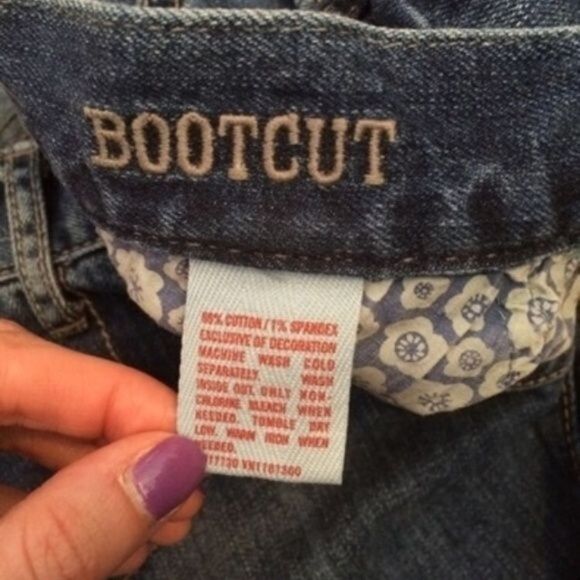 BOOTCUT
99% COTTON/1% SPANDEX
EXCLUSIVE OF DECORATION
MACHINE WASH COLD
SEPARATELY. WASH
INSIDE OUT. ONLY NON-
CHLORINE BLEACH WHEN
NEEDED. TUMBLE DRY
LOW. WARM IRON WHEN
NEEDED.